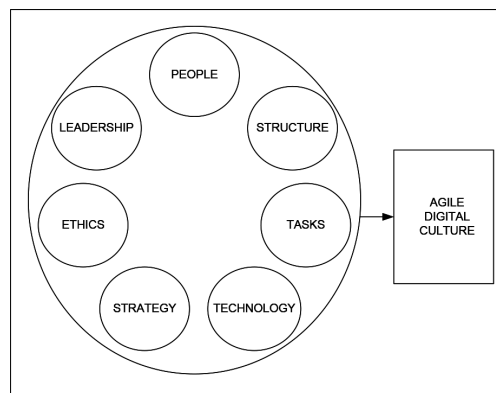 PEOPLE
LEADERSHIP
STRUCTURE
ETHICS
TASKS
STRATEGY
TECHNOLOGY
AGILE
DIGITAL
CULTURE